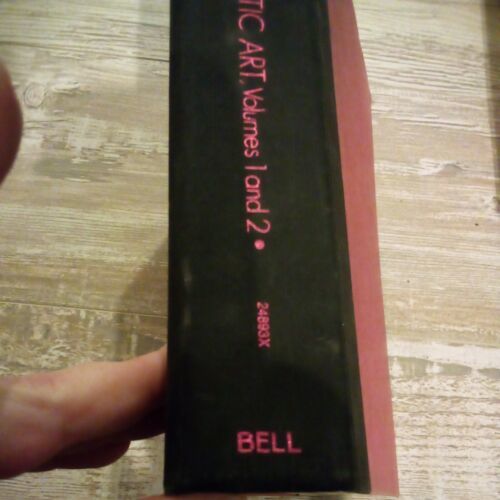 TIC ART, Volumes 1 and 2 •
24893X
BELL